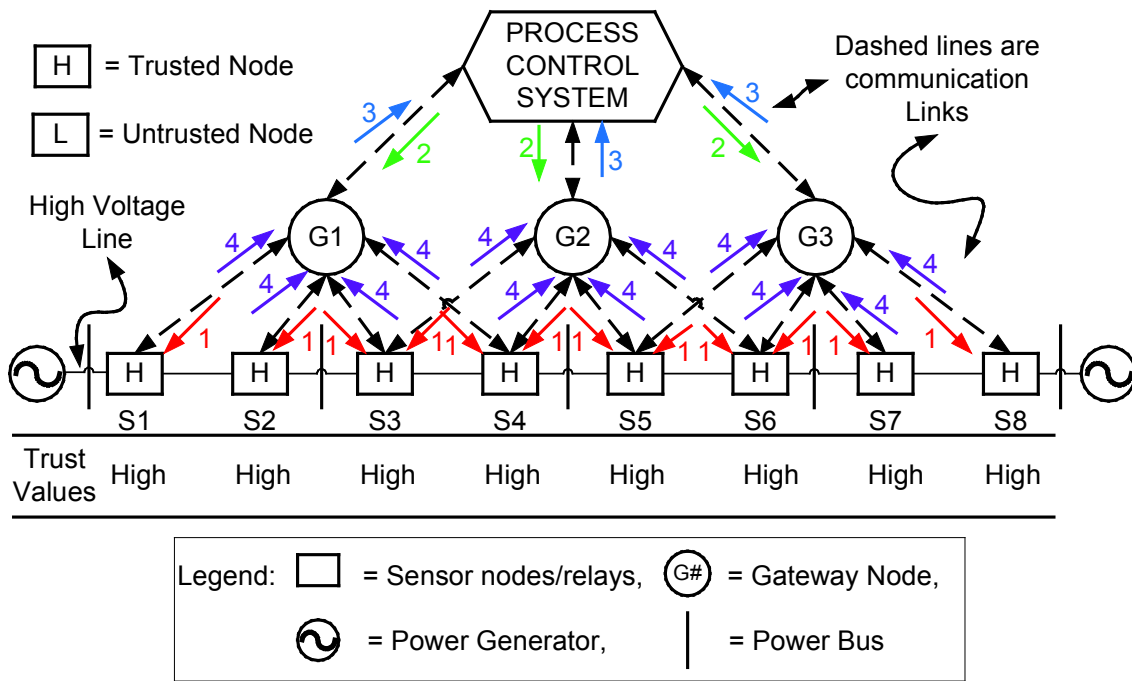 PROCESS
CONTROL
SYSTEM
H = Trusted Node
L = Untrusted Node
Dashed lines are
communication
Links
3
2
2
3
2
3
High Voltage
Line
G1
G2
G3
4 4 4 4 4 4
4 4 4 4 4 4
1 1 1 1 1 1 1 1 1 1 1 1
H H H H H H H H
S1 S2 S3 S4 S5 S6 S7 S8
Trust
Values
High High High High High High High High
Legend: = Sensor nodes/relays, G# = Gateway Node,
= Power Generator, = Power Bus